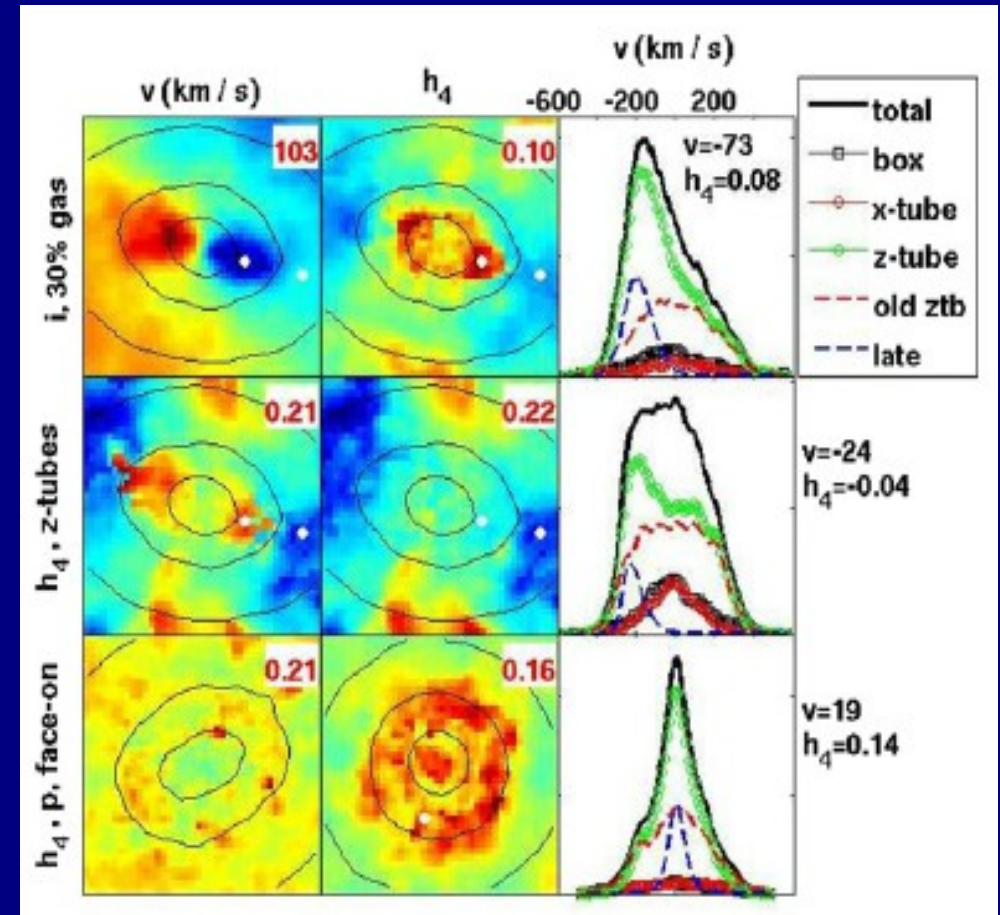 v (km / s)
v (km / s)
h4
-600 -200 200
i, 30% gas
103
0.10
v=-73
h4=0.08
total
box
x-tube
z-tube
old ztb
late
h4 , z-tubes
0.21
0.22
v=-24
h4=-0.04
h4 , p. face-on
0.21
0.16
v=19
h4=0.14